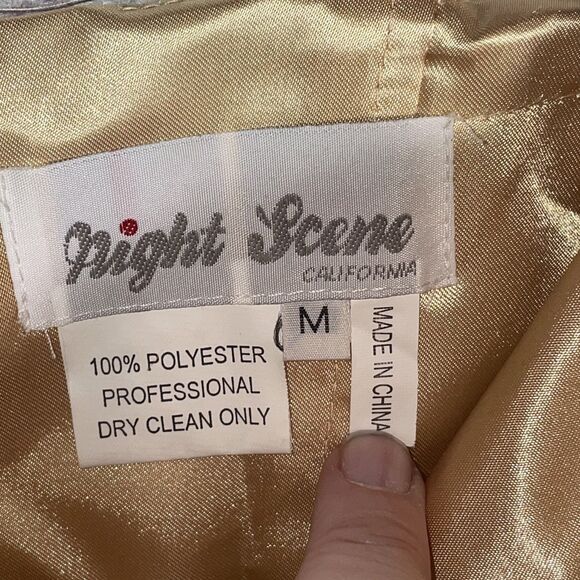 Night Scene
CALIFORNIA
M
100% POLYESTER
PROFESSIONAL
DRY CLEAN ONLY
MADE IN CHINA